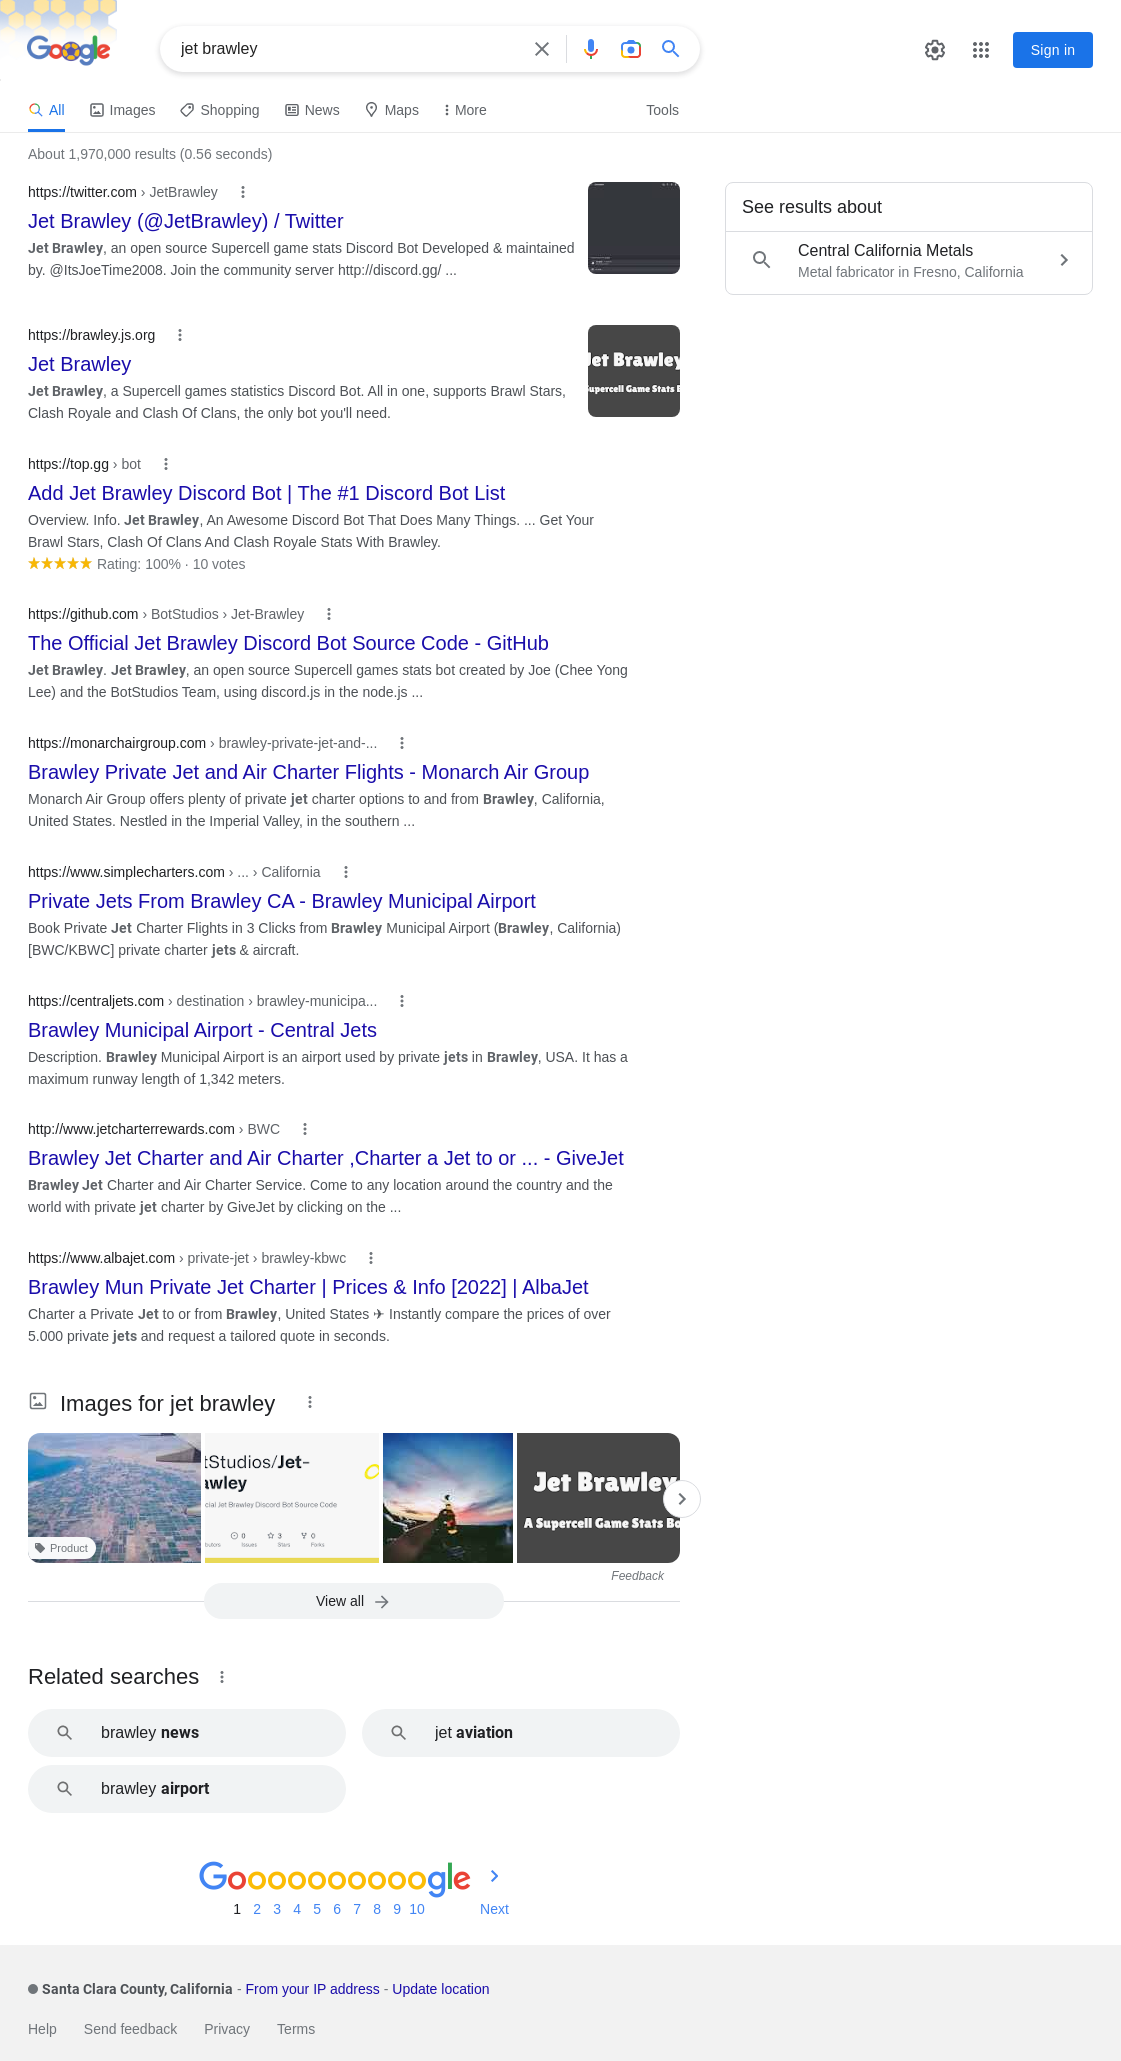 Google
jet brawley
Sign in
All
Images
Shopping
News
Maps
More
Tools
About 1,970,000 results (0.56 seconds)
https://twitter.com › JetBrawley
Jet Brawley (@JetBrawley) / Twitter
Jet Brawley, an open source Supercell game stats Discord Bot Developed & maintained
by. @ItsJoeTime2008. Join the community server http://discord.gg/ ...
See results about
Central California Metals
Metal fabricator in Fresno, California
https://brawley.js.org
Jet Brawley
Jet Brawley, a Supercell games statistics Discord Bot. All in one, supports Brawl Stars,
Clash Royale and Clash Of Clans, the only bot you'll need.
Jet Brawley
Supercell Game Stats B
https://top.gg › bot
Add Jet Brawley Discord Bot | The #1 Discord Bot List
Overview. Info. Jet Brawley, An Awesome Discord Bot That Does Many Things. ... Get Your
Brawl Stars, Clash Of Clans And Clash Royale Stats With Brawley.
Rating: 100% · 10 votes
https://github.com › BotStudios › Jet-Brawley
The Official Jet Brawley Discord Bot Source Code - GitHub
Jet Brawley. Jet Brawley, an open source Supercell games stats bot created by Joe (Chee Yong
Lee) and the BotStudios Team, using discord.js in the node.js ...
https://monarchairgroup.com › brawley-private-jet-and-...
Brawley Private Jet and Air Charter Flights - Monarch Air Group
Monarch Air Group offers plenty of private jet charter options to and from Brawley, California,
United States. Nestled in the Imperial Valley, in the southern ...
https://www.simplecharters.com › ... › California
Private Jets From Brawley CA - Brawley Municipal Airport
Book Private Jet Charter Flights in 3 Clicks from Brawley Municipal Airport (Brawley, California)
[BWC/KBWC] private charter jets & aircraft.
https://centraljets.com › destination › brawley-municipa...
Brawley Municipal Airport - Central Jets
Description. Brawley Municipal Airport is an airport used by private jets in Brawley, USA. It has a
maximum runway length of 1,342 meters.
http://www.jetcharterrewards.com › BWC
Brawley Jet Charter and Air Charter ,Charter a Jet to or ... - GiveJet
Brawley Jet Charter and Air Charter Service. Come to any location around the country and the
world with private jet charter by GiveJet by clicking on the ...
https://www.albajet.com › private-jet › brawley-kbwc
Brawley Mun Private Jet Charter | Prices & Info [2022] | AlbaJet
Charter a Private Jet to or from Brawley, United States ✈ Instantly compare the prices of over
5.000 private jets and request a tailored quote in seconds.
Images for jet brawley
Product
tStudios/Jet-
awley
cial Jet Brawley Discord Bot Source Code
0 3 0
Issues Stars Forks
Jet Brawley
A Supercell Game Stats Bo
Feedback
View all
Related searches
brawley news
jet aviation
brawley airport
Goooooooooogle
1 2 3 4 5 6 7 8 9 10 Next
Santa Clara County, California - From your IP address - Update location
Help Send feedback Privacy Terms